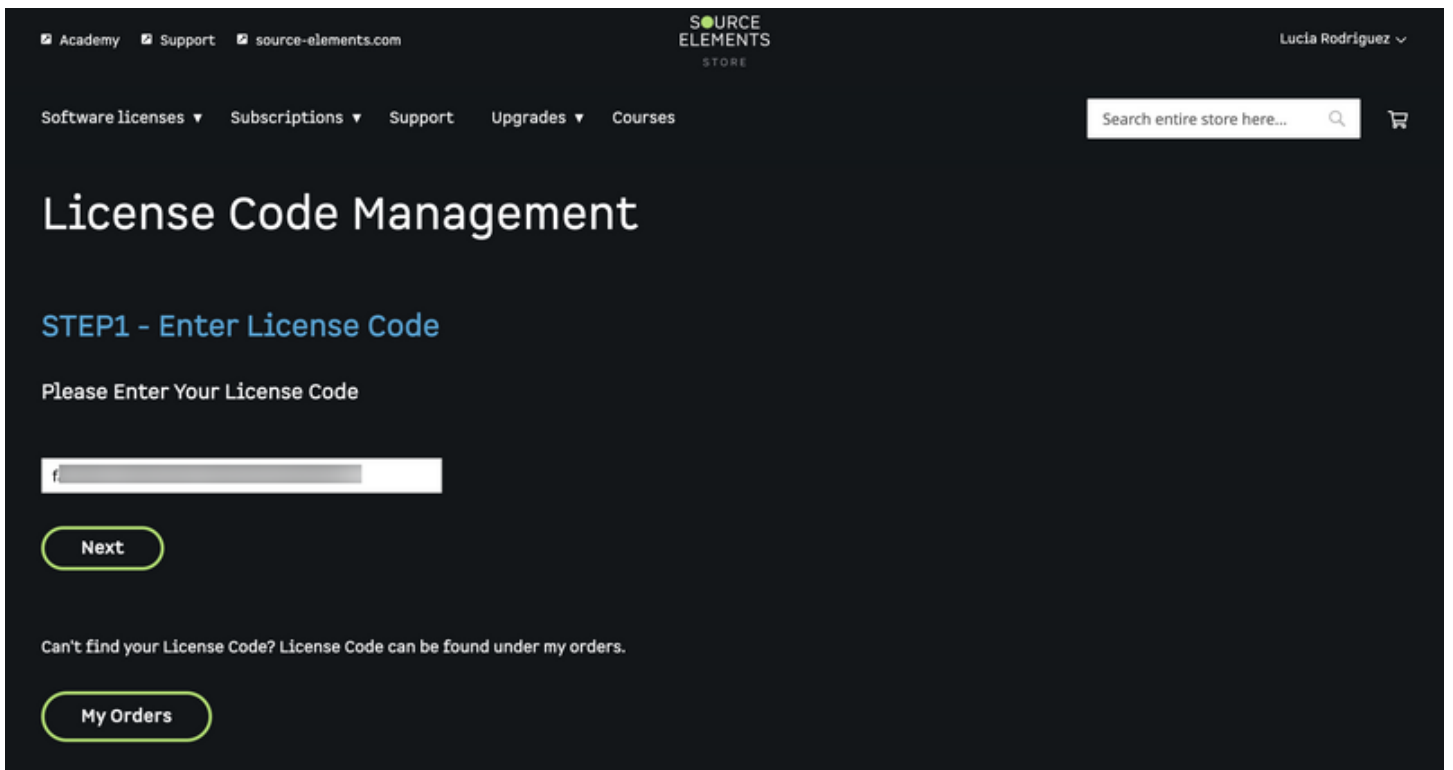 Academy Support source-elements.com
SOURCE
ELEMENTS
STORE
Lucia Rodriguez
Software licenses ▼ Subscriptions ▼ Support Upgrades ▼ Courses
Search entire store here...
License Code Management
STEP1 - Enter License Code
Please Enter Your License Code
Next
Can't find your License Code? License Code can be found under my orders.
My Orders